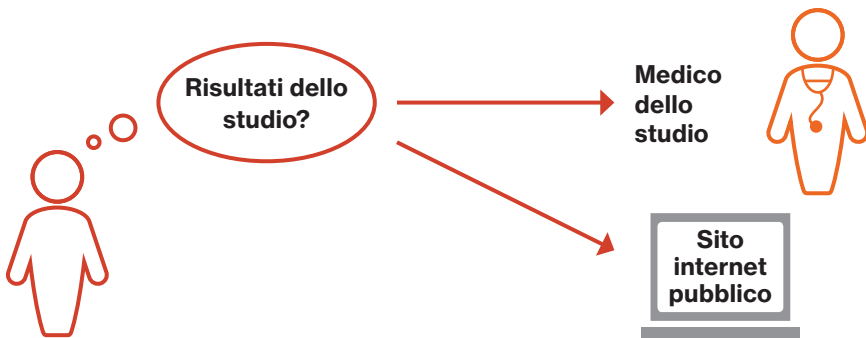 Risultati dello
studio?
Medico
dello
studio
Sito
internet
pubblico